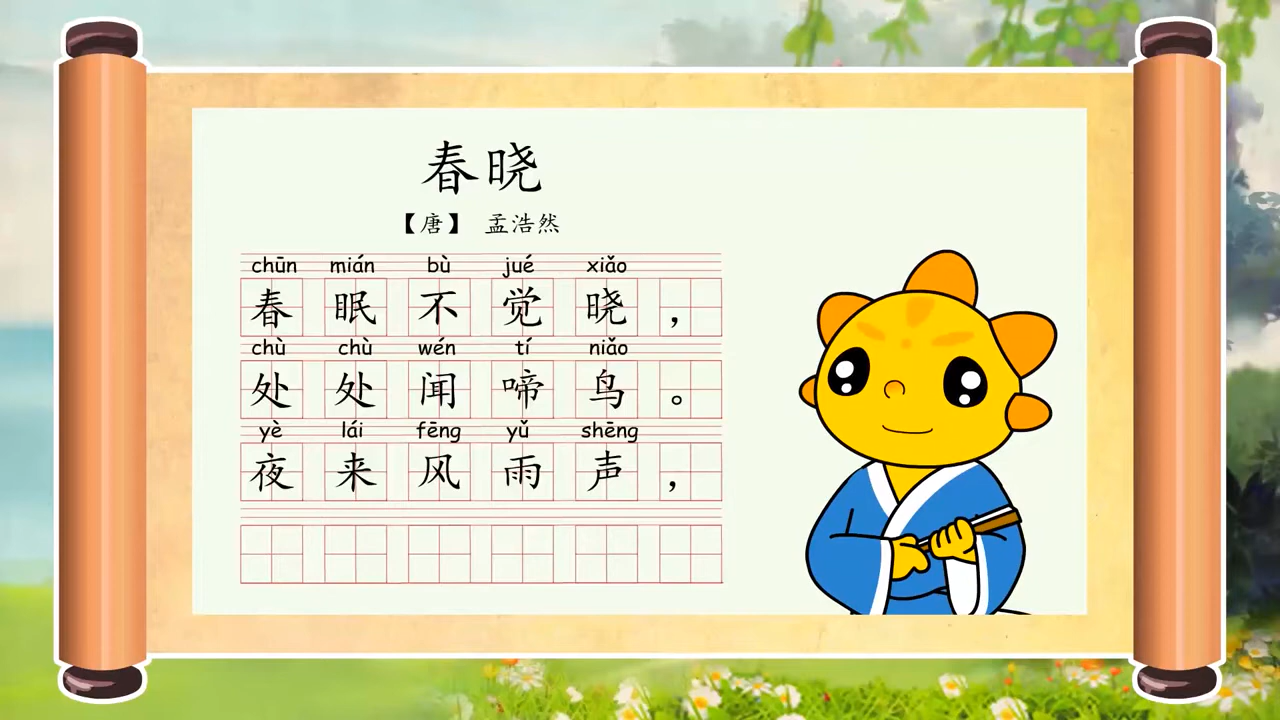 春晓
【唐】 孟浩然
chūn mián bù jué xiǎo
春眠不觉晓，
chù chù wén tí niǎo
处处闻啼鸟。
yè lái fēng yǔ shēng
夜来风雨声，